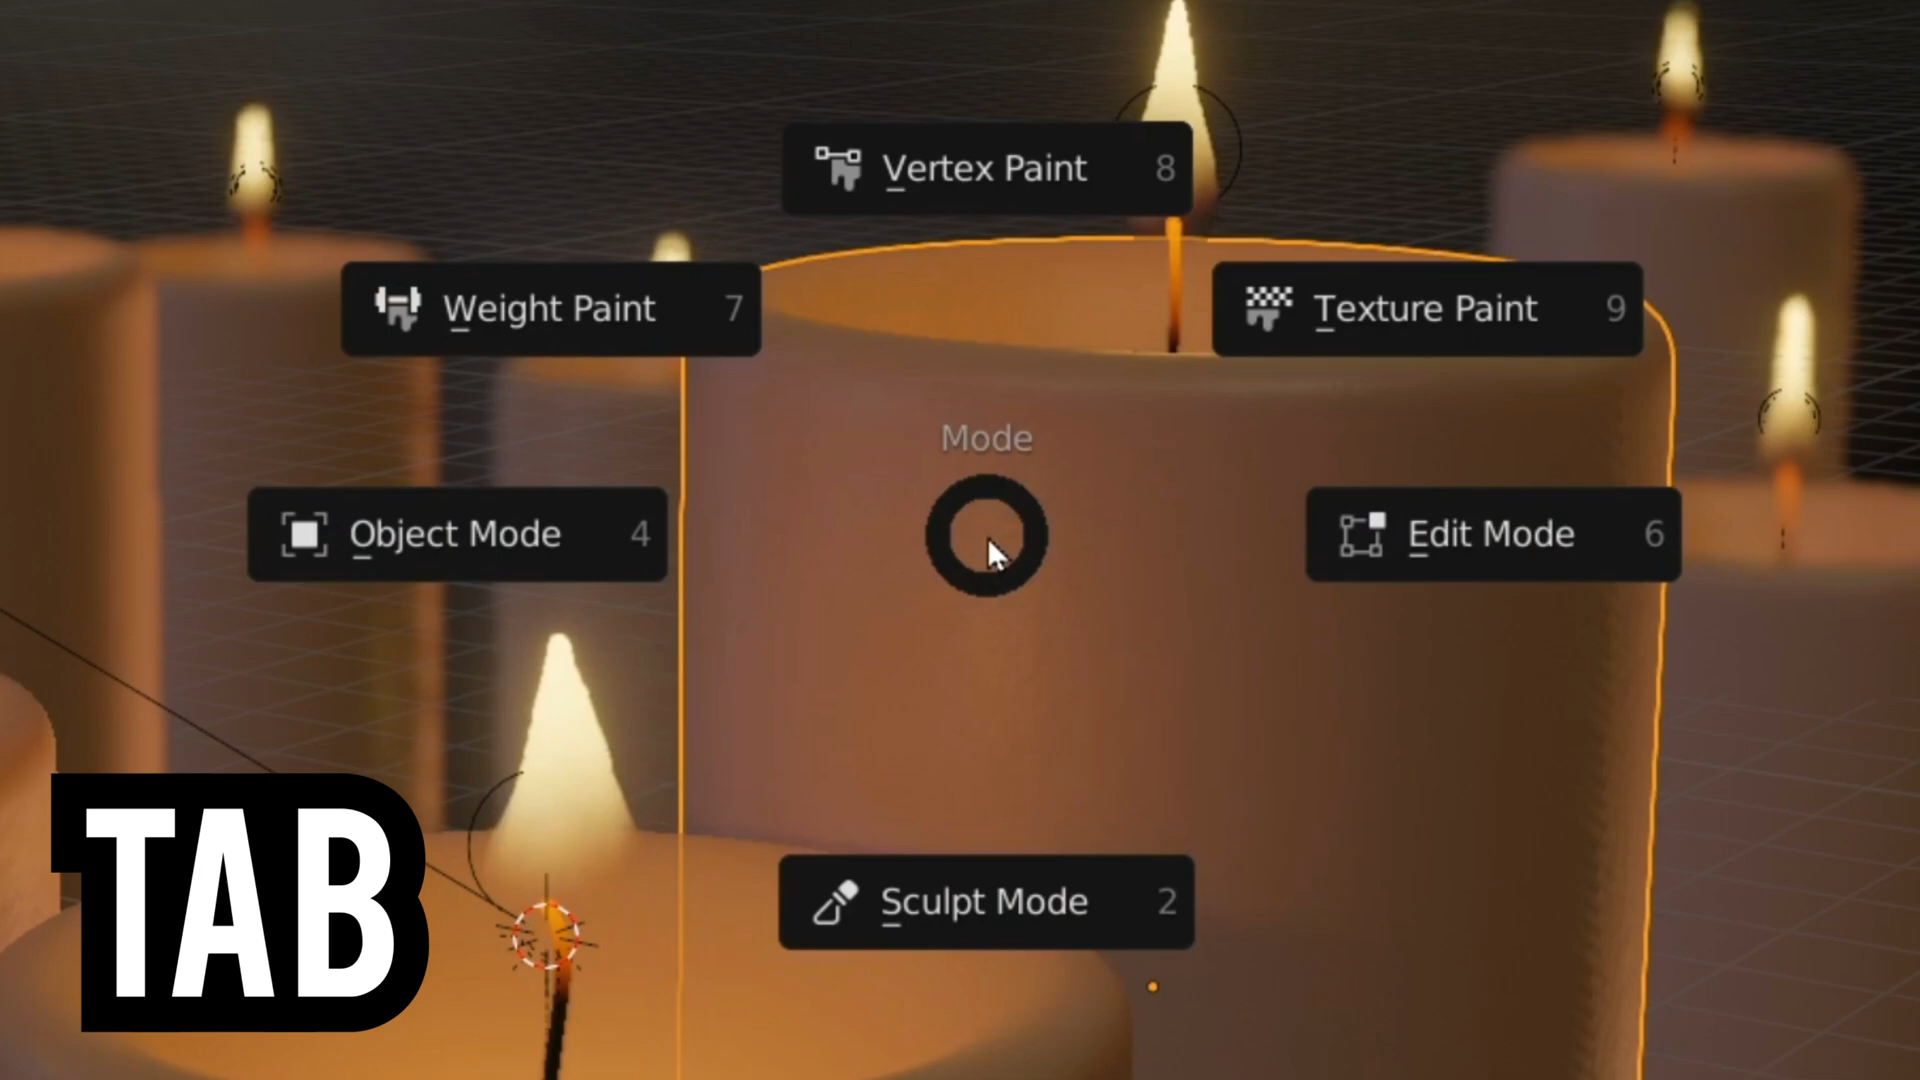 Vertex Paint 8
Weight Paint 7
Texture Paint 9
Mode
Object Mode 4
Edit Mode 6
Sculpt Mode 2
TAB